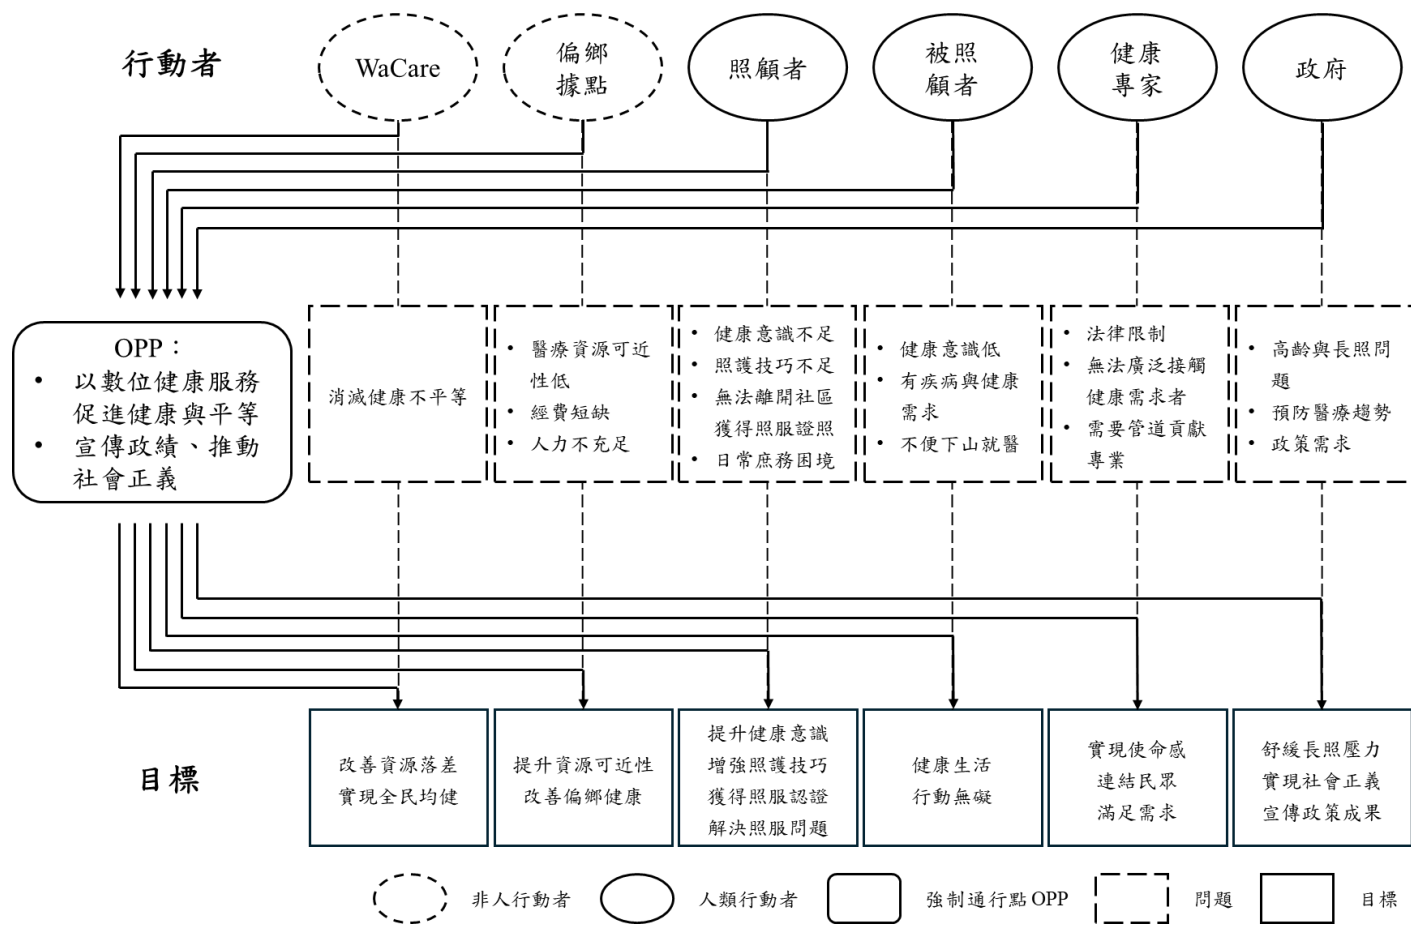 行動者
WaCare
偏鄉
據點
照顧者
被照
顧者
健康
專家
政府
OPP：
• 以數位健康服務
促進健康與平等
• 宣傳政績、推動
社會正義
消減健康不平等
• 醫療資源可近
性低
• 經費短缺
• 人力不充足
• 健康意識不足
• 照護技巧不足
• 無法離開社區
獲得照服證照
• 日常庶務困境
• 健康意識低
• 有疾病與健康
需求
• 不便下山就醫
• 法律限制
• 無法廣泛接觸
健康需求者
• 需要管道貢獻
專業
• 高齡與長照問
題
• 預防醫療趨勢
• 政策需求
目標
改善資源落差
實現全民均健
提升資源可近性
改善偏鄉健康
提升健康意識
增強照護技巧
獲得照服認證
解決照服問題
健康生活
行動無礙
實現使命感
連結民眾
滿足需求
舒緩長照壓力
實現社會正義
宣傳政策成果
非人行動者
人類行動者
強制通行點 OPP
問題
目標